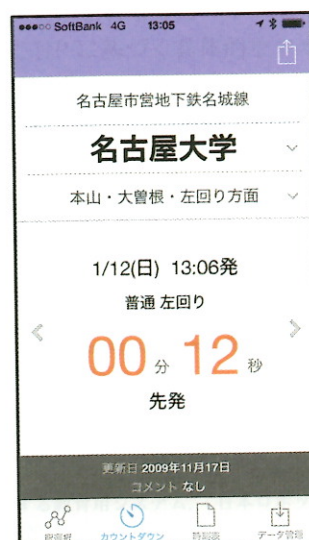 SoftBank 4G 13:05
名古屋市営地下鉄名城線
名古屋大学
本山・大曽根・左回り方面
1/12(日) 13:06発
普通 左回り
00分12秒
先発
更新日 2009年11月17日
コメント なし
カウントダウン 時刻表 データ管理